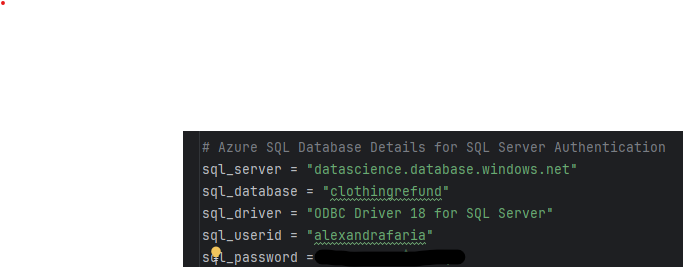 # Azure SQL Database Details for SQL Server Authentication
sql_server = "datascience.database.windows.net"
sql_database = "clothingrefund"
sql_driver = "ODBC Driver 18 for SQL Server"
sql_userid = "alexandrafaria"
sql_password =